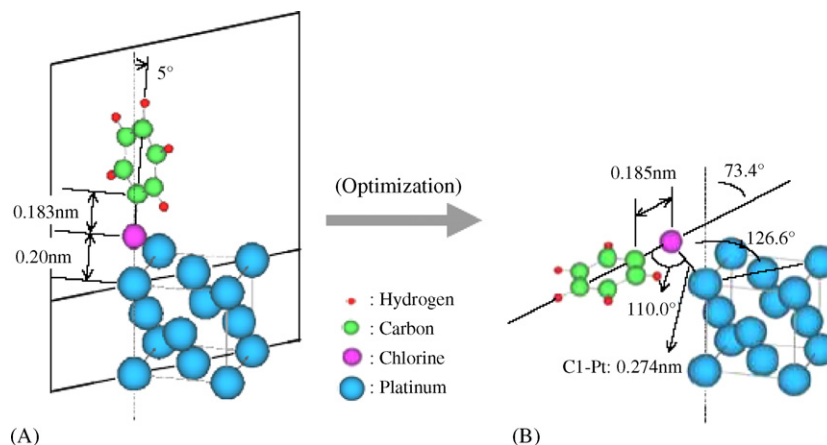 5°
0.183nm
0.20nm
: Hydrogen
: Carbon
: Chlorine
: Platinum
(A)
(Optimization)
0.185nm
73.4°
126.6°
110.0°
C1-Pt: 0.274nm
(B)